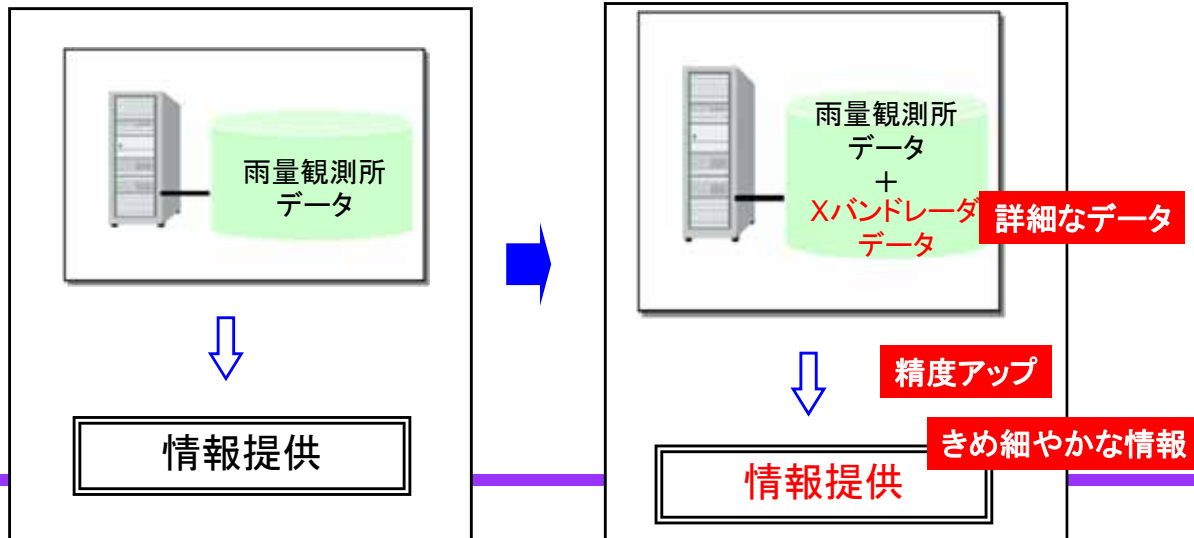 雨量観測所
データ
情報提供
雨量観測所
データ
＋
Xバンドレーダ
データ
詳細なデータ
精度アップ
きめ細やかな情報
情報提供